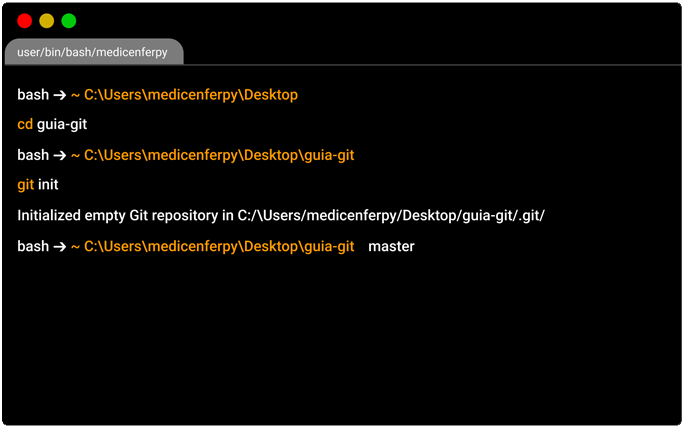 user/bin/bash/medicenferpy
bash → ~ C:\Users\medicenferpy\Desktop
cd guia-git
bash → ~ C:\Users\medicenferpy\Desktop\guia-git
git init
Initialized empty Git repository in C:/\Users/medicenferpy/Desktop/guia-git/.git/
bash → ~ C:\Users\medicenferpy\Desktop\guia-git master